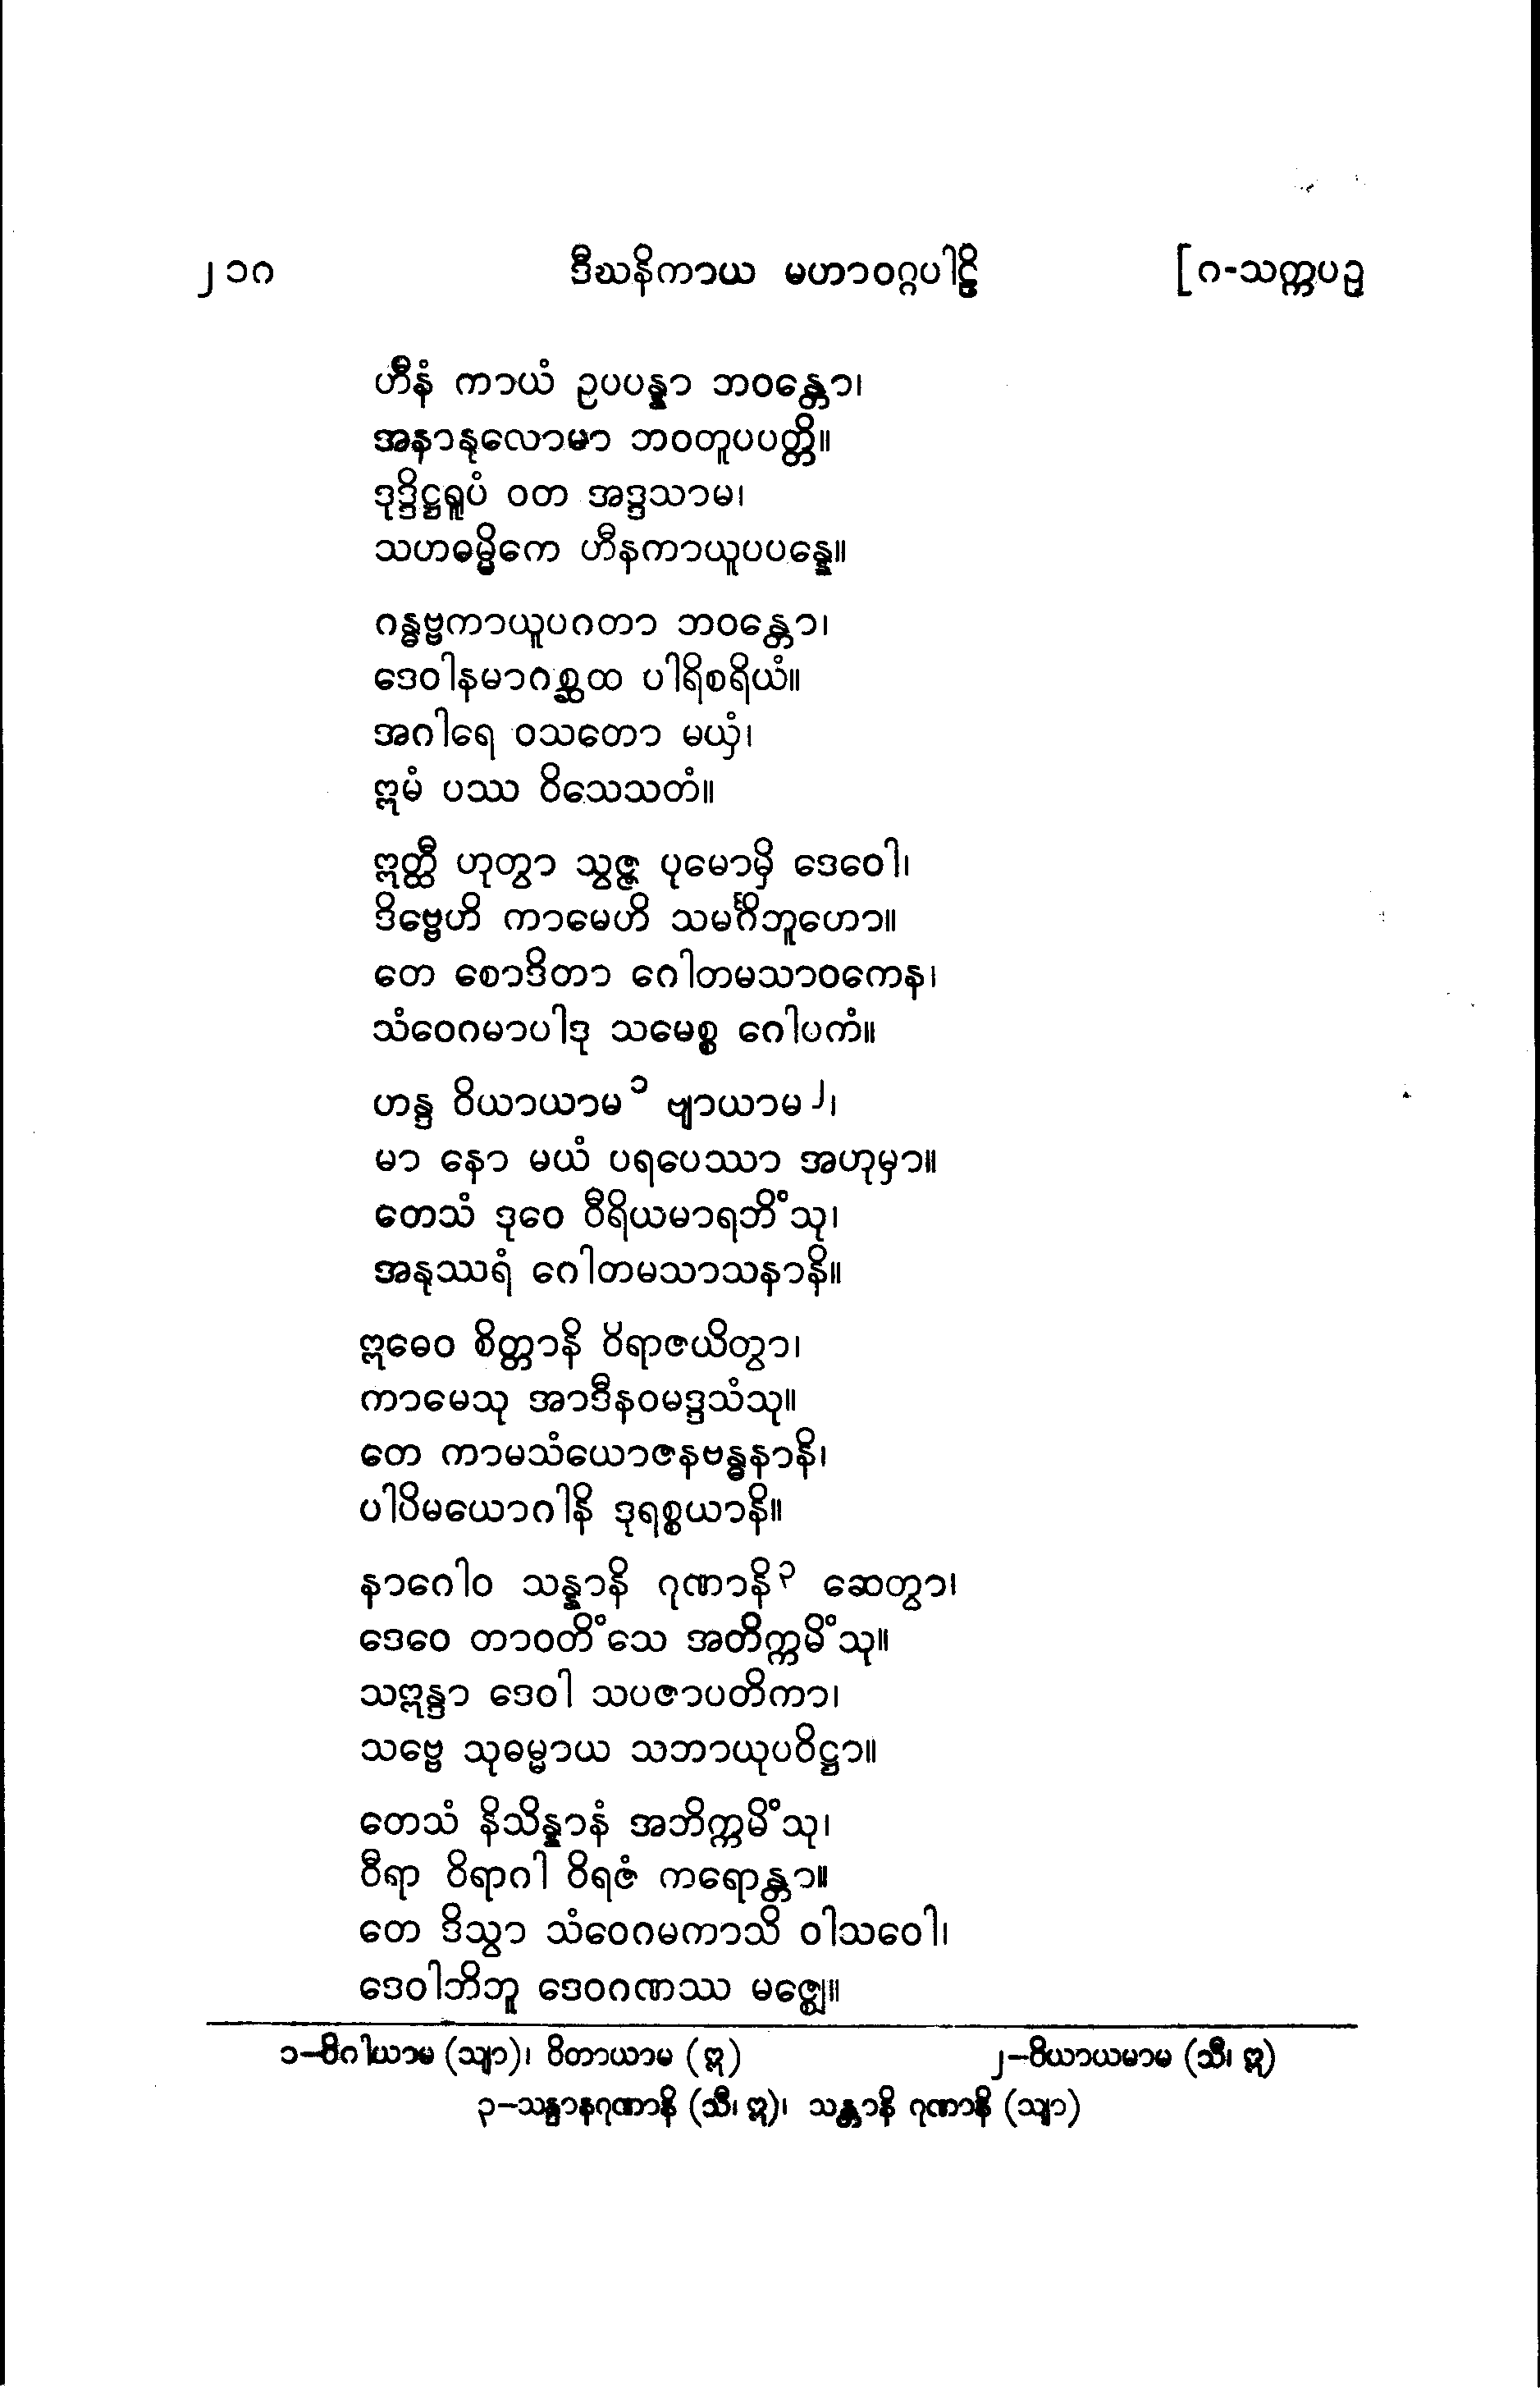 ၂၁၈ ဒီဃနိကာယ မဟာဝဂ္ဂပါဠိ [၈-သက္ကပဉ္ဟ
ဟီနံ ကာယံ ဥပပန္နာ ဘဝန္တော၊
အနာနုလောမာ ဘဝတူပပတ္တိ။
ဒုဒ္ဒိဋ္ဌရူပံ ဝတ အဒ္ဒသာမ၊
သဟဓမ္မိကေ ဟီနကာယူပပန္နေ။
ဂန္ဓဗ္ဗကာယူပဂတာ ဘဝန္တော၊
ဒေဝါနမာဂစ္ဆထ ပါရိစရိယံ။
အဂါရေ ဝသတော မယှံ၊
ဣမံ ပဿ ဝိသေသတံ။
ဣတ္ထီ ဟုတွာ သွဇ္ဇ ပုမောမှိ ဒေဝေါ၊
ဒိဗ္ဗေဟိ ကာမေဟိ သမင်္ဂိဘူဟော။
တေ စောဒိတာ ဂေါတမသာဝကေန၊
သံဝေဂမာပါဒု သမေစ္စ ဂေါပကံ။
ဟန္ဒ ဝိယာယာမ ၁ ဗျာယာမ ၂၊
မာ နော မယံ ပရပေဿာ အဟုမှာ။
တေသံ ဒုဝေ ဝီရိယမာရဘိံသု၊
အနုဿရံ ဂေါတမသာသနာနိ။
ဣဓေဝ စိတ္တာနိ ဝိရာဇယိတွာ၊
ကာမေသု အာဒီနဝမဒ္ဒသံသု။
တေ ကာမသံယောဇနဗန္ဓနာနိ၊
ပါပိမယောဂါနိ ဒုရစ္စယာနိ။
နာဂေါဝ သန္နာနိ ဂုဏာနိ ၃ ဆေတွာ၊
ဒေဝေ တာဝတိံသေ အတိက္ကမိံသု။
သဣန္ဒာ ဒေဝါ သပဇာပတိကာ၊
သဗ္ဗေ သုဓမ္မာယ သဘာယုပဝိဋ္ဌာ။
တေသံ နိသိန္နာနံ အဘိက္ကမိံသု၊
ဝီရာ ဝိရာဂါ ဝိရဇံ ကရောန္တာ။
တေ ဒိသွာ သံဝေဂမကာသိ ဝါသဝေါ၊
ဒေဝါဘိဘူ ဒေဝဂဏဿ မဇ္ဈေ။
၁-ဝိဂါယာမ (သျာ)၊ ဝိတာယာမ (ဣ) ၂-ဝိယာယမာမ (သီ၊ ဣ)
၃-သန္ဒာနဂုဏာနိ (သီ၊ ဣ)၊ သန္တာနိ ဂုဏာနိ (သျာ)